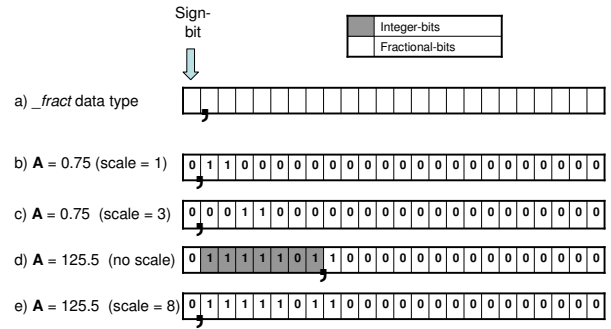 Sign-
bit
Integer-bits
Fractional-bits
a) _fract data type
,
b) A = 0.75 (scale = 1) 0 , 1 1 0 0 0 0 0 0 0 0 0 0 0 0 0 0 0 0 0 0 0 0 0
c) A = 0.75 (scale = 3) 0 , 0 0 1 1 0 0 0 0 0 0 0 0 0 0 0 0 0 0 0 0 0 0 0
d) A = 125.5 (no scale) 0 1 1 1 1 1 0 1 , 1 0 0 0 0 0 0 0 0 0 0 0 0 0 0 0
e) A = 125.5 (scale = 8) 0 , 1 1 1 1 1 0 1 1 0 0 0 0 0 0 0 0 0 0 0 0 0 0 0